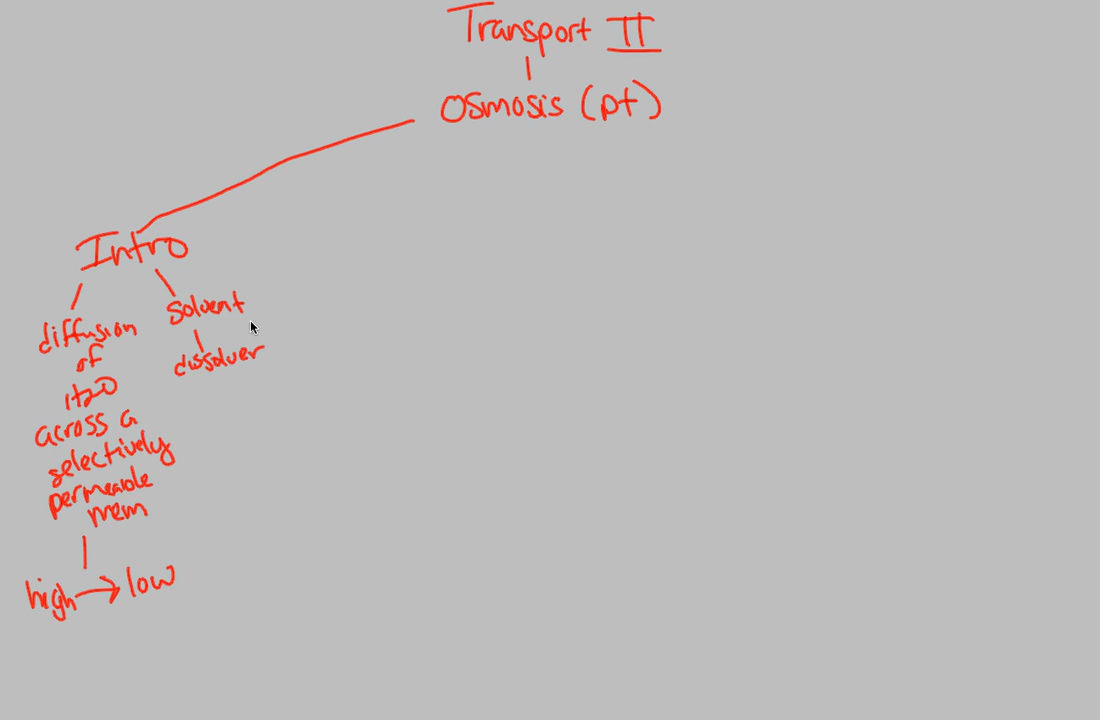 Transport II
Osmosis (pt)
Intro
diffusion
of
H2O
across a
selectively
permeable
mem
high → low
solvent
dissolver